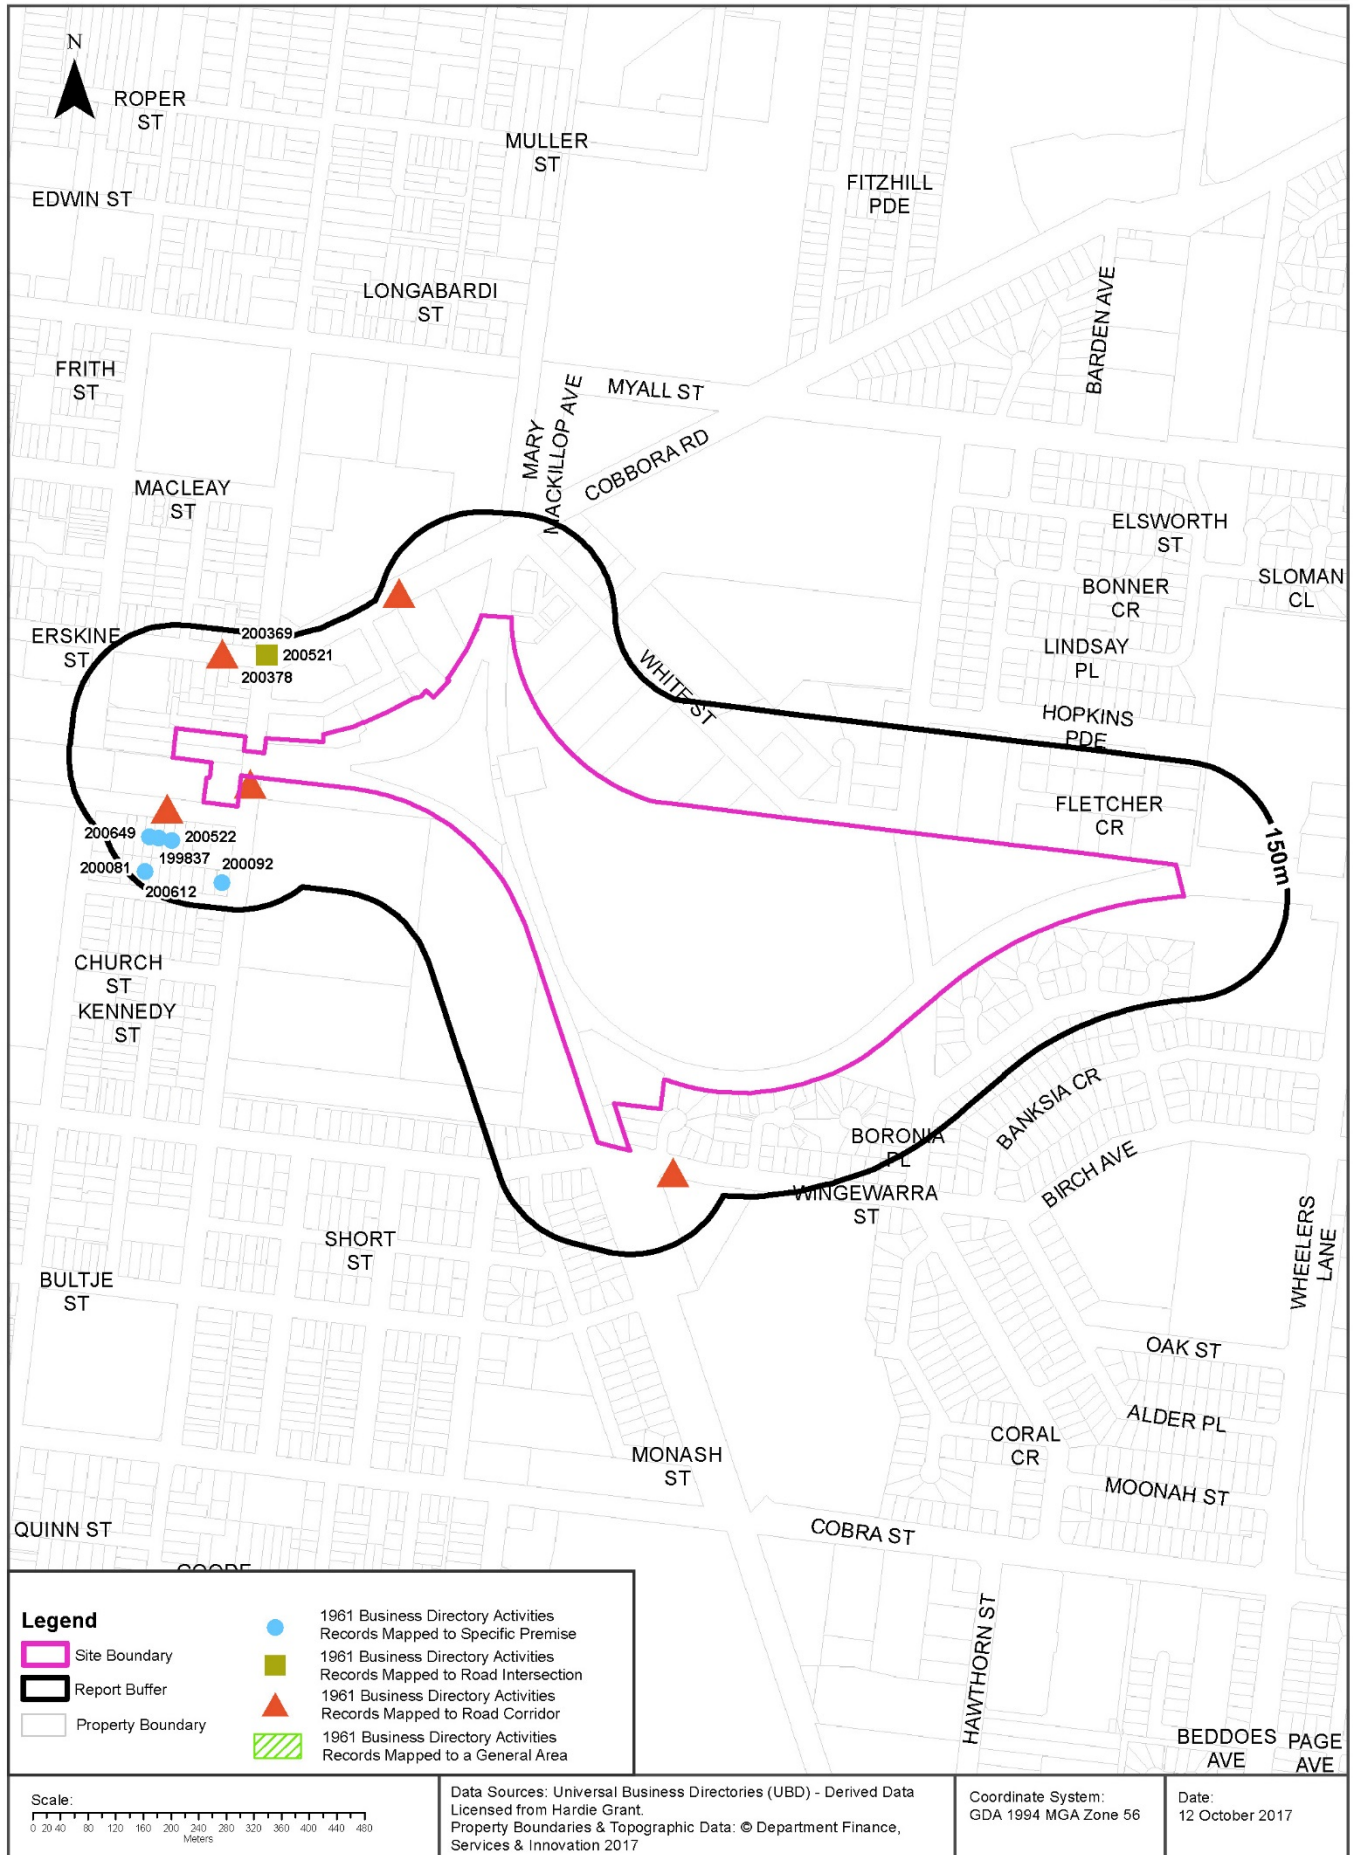 N
ROPER
ST
MULLER
ST
FITZHILL
PDE
EDWIN ST
LONGABARDI
ST
BARDEN AVE
FRITH
ST
MYALL ST
MARY
MACKILLOP AVE
COBBORA RD
MACLEAY
ST
ELSWORTH
ST
SLOMAN
CL
BONNER
CR
ERSKINE
ST
200369
200521
200378
LINDSAY
PL
WHITE ST
HOPKINS
PDE
FLETCHER
CR
150m
200649
200522
199837
200081
200092
200612
CHURCH
ST
KENNEDY
ST
BANKSIA CR
BORONIA
PL
BIRCH AVE
WINGEWARRA
ST
SHORT
ST
WHEELERS
LANE
BULTJE
ST
OAK ST
ALDER PL
CORAL
CR
MONASH
ST
MOONAH ST
QUINN ST
COBRA ST
HAWTHORN ST
BEDDOES
AVE
PAGE
AVE
Legend
Site Boundary
Report Buffer
Property Boundary
1961 Business Directory Activities
Records Mapped to Specific Premise
1961 Business Directory Activities
Records Mapped to Road Intersection
1961 Business Directory Activities
Records Mapped to Road Corridor
1961 Business Directory Activities
Records Mapped to a General Area
Scale:
0 20 40 80 120 160 200 240 280 320 360 400 440 480
Meters
Data Sources: Universal Business Directories (UBD) - Derived Data
Licensed from Hardie Grant.
Property Boundaries & Topographic Data: © Department Finance,
Services & Innovation 2017
Coordinate System:
GDA 1994 MGA Zone 56
Date:
12 October 2017